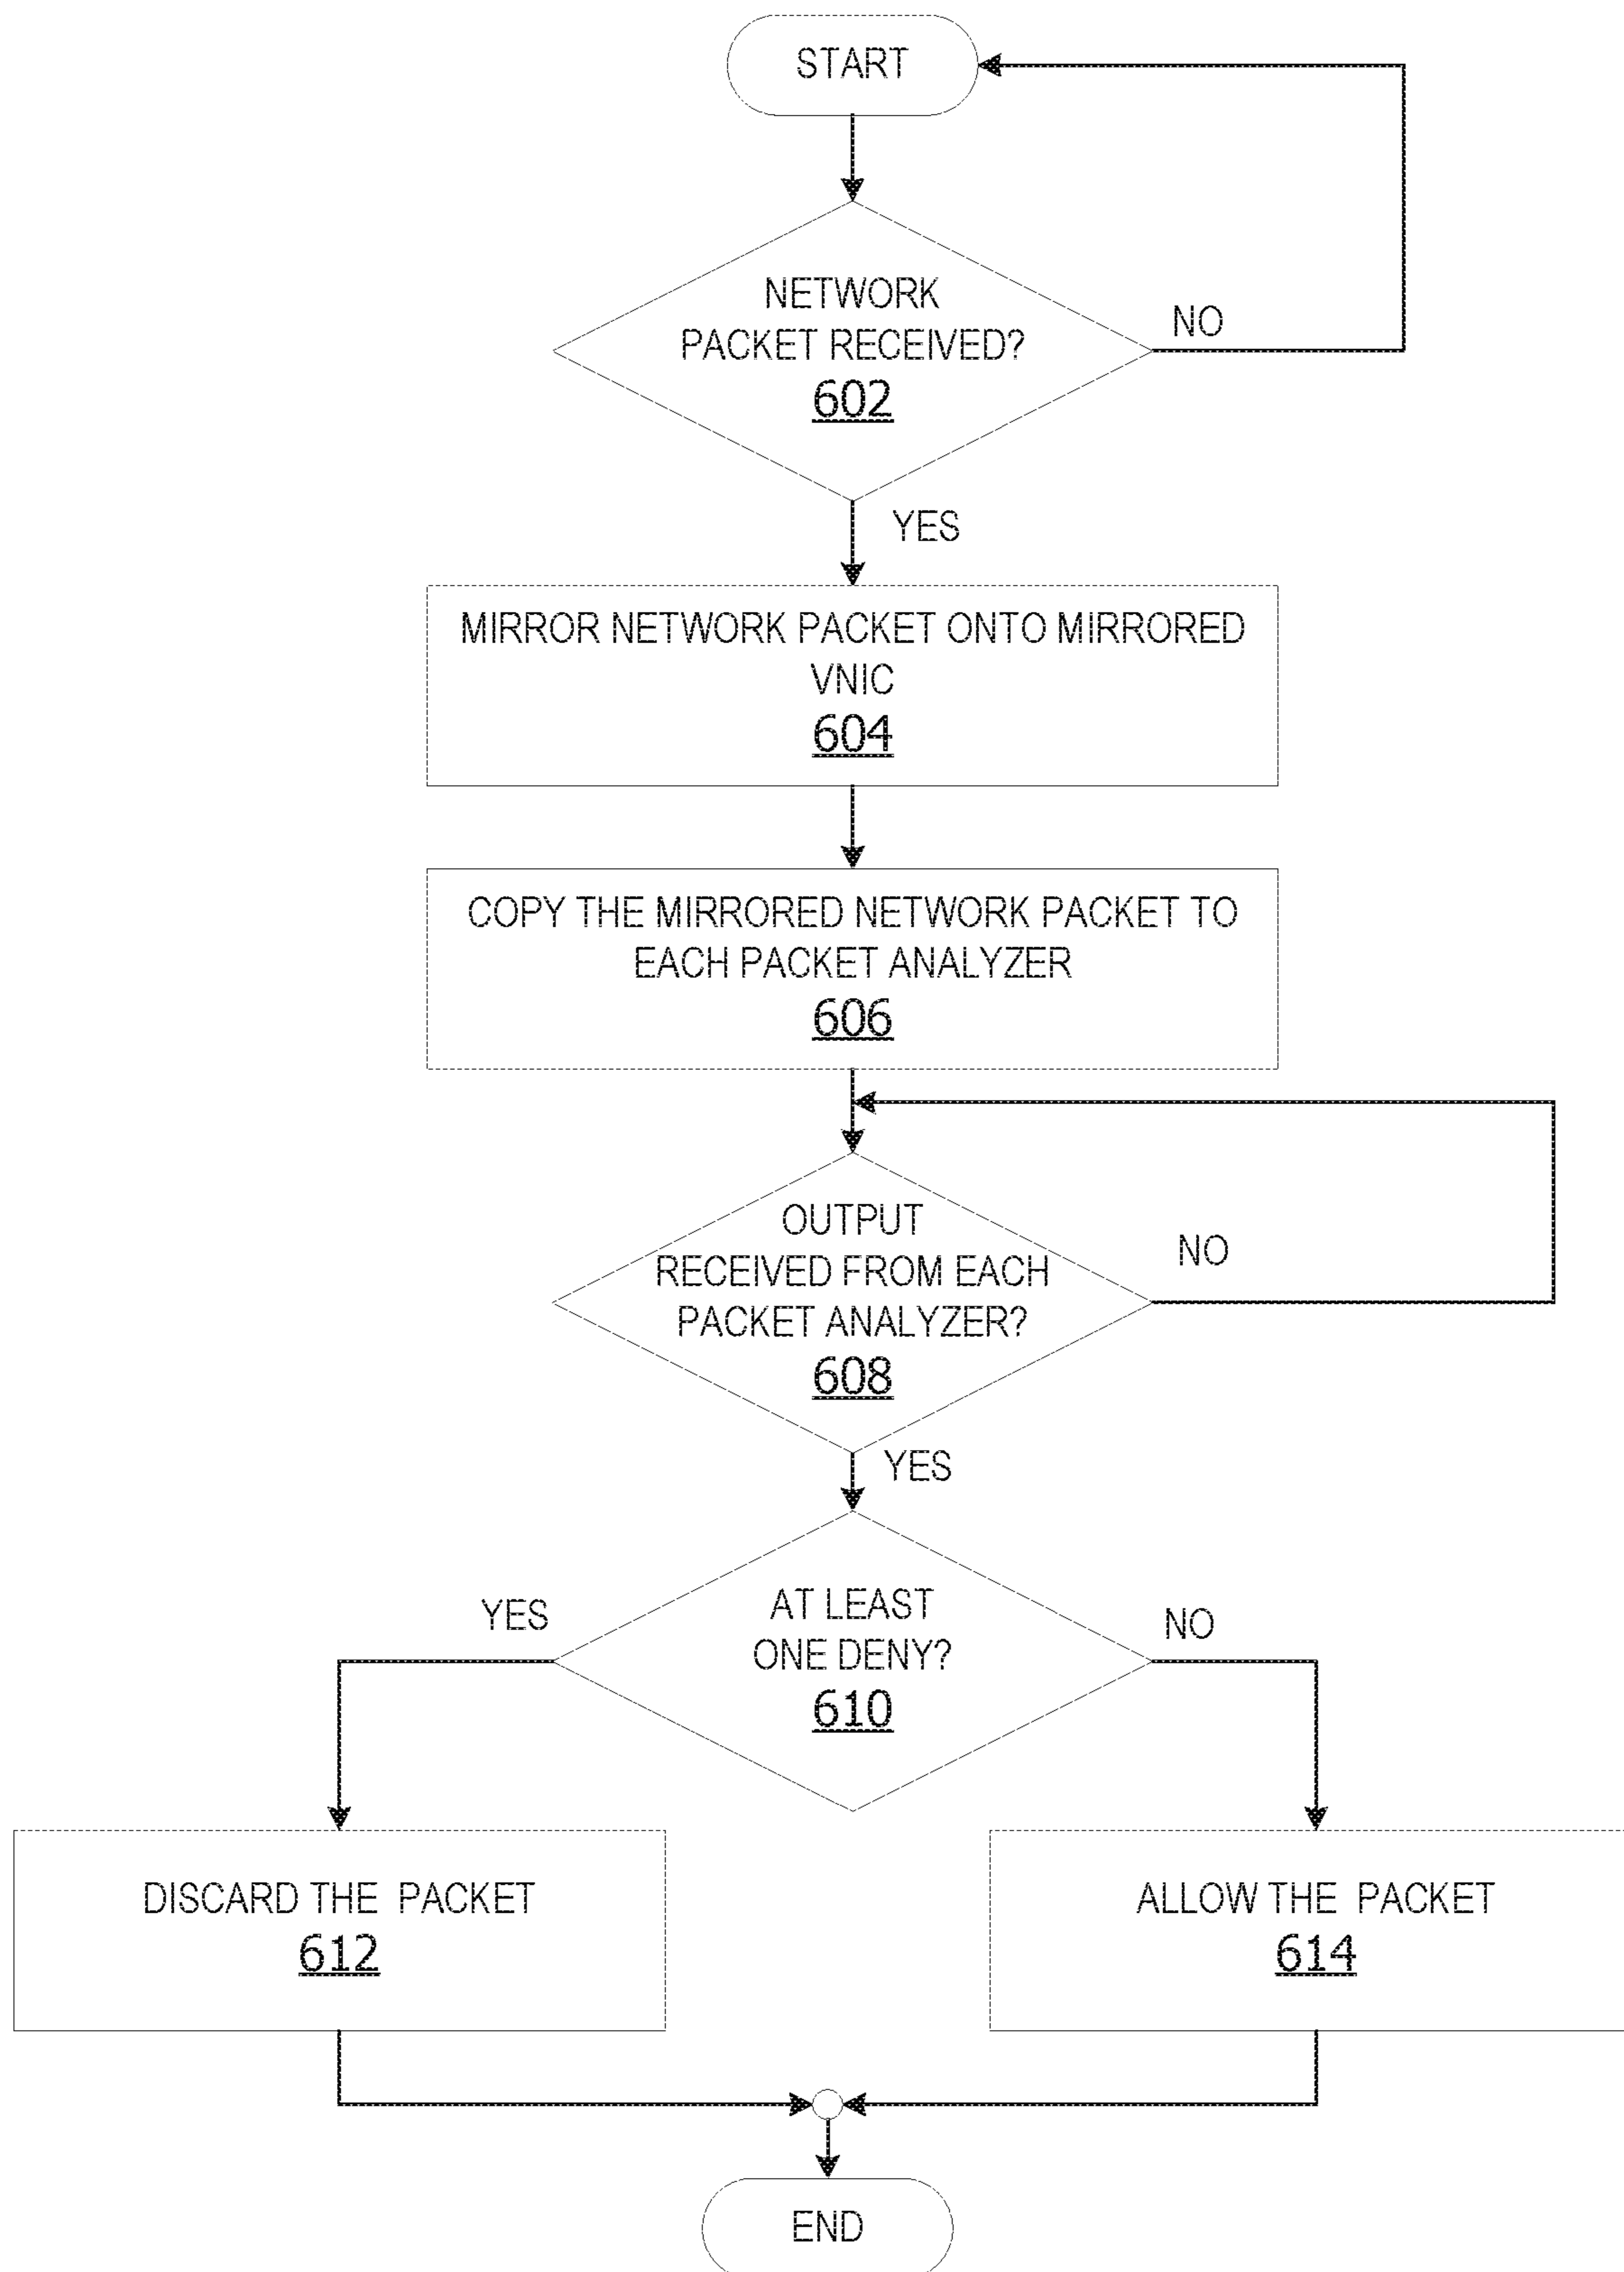 START
NETWORK
PACKET RECEIVED?
602
NO
YES
MIRROR NETWORK PACKET ONTO MIRRORED
VNIC
604
COPY THE MIRRORED NETWORK PACKET TO
EACH PACKET ANALYZER
606
OUTPUT
RECEIVED FROM EACH
PACKET ANALYZER?
608
NO
YES
AT LEAST
ONE DENY?
610
YES
NO
DISCARD THE PACKET
612
ALLOW THE PACKET
614
END